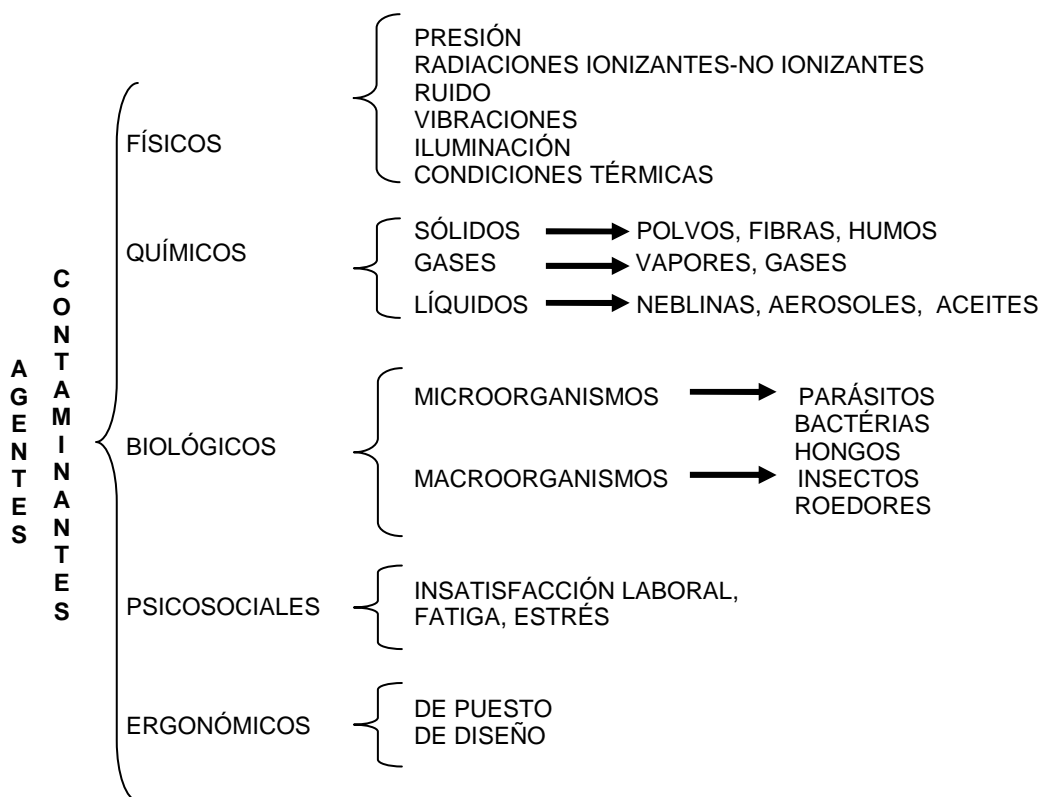 AGENTES
CONTAMINANTES
FÍSICOS
PRESIÓN
RADIACIONES IONIZANTES-NO IONIZANTES
RUIDO
VIBRACIONES
ILUMINACIÓN
CONDICIONES TÉRMICAS
QUÍMICOS
SÓLIDOS POLVOS, FIBRAS, HUMOS
GASES VAPORES, GASES
LÍQUIDOS NEBLINAS, AEROSOLES, ACEITES
BIOLÓGICOS
MICROORGANISMOS PARÁSITOS
BACTÉRIAS
HONGOS
MACROORGANISMOS INSECTOS
ROEDORES
PSICOSOCIALES
INSATISFACCIÓN LABORAL,
FATIGA, ESTRÉS
ERGONÓMICOS
DE PUESTO
DE DISEÑO